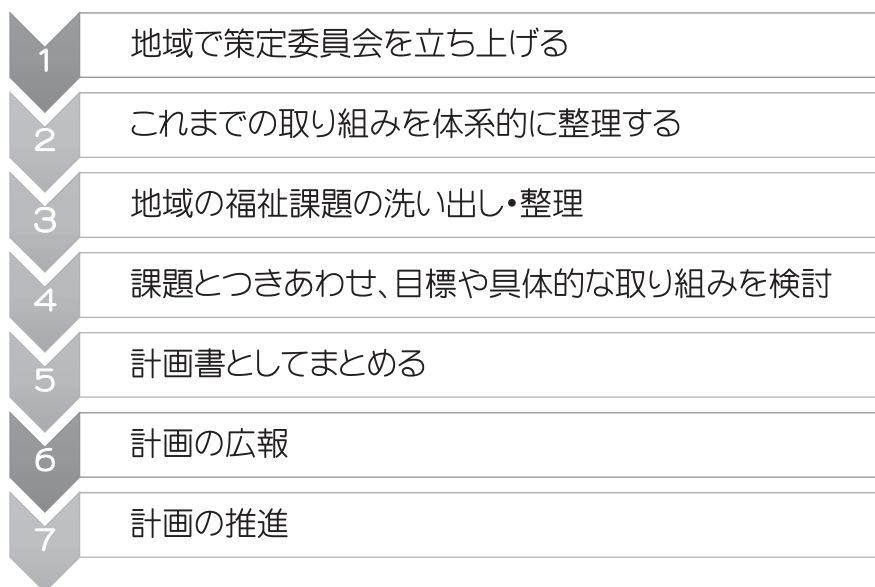 1 地域で策定委員会を立ち上げる
2 これまでの取り組みを体系的に整理する
3 地域の福祉課題の洗い出し・整理
4 課題とつきあわせ、目標や具体的な取り組みを検討
5 計画書としてまとめる
6 計画の広報
7 計画の推進